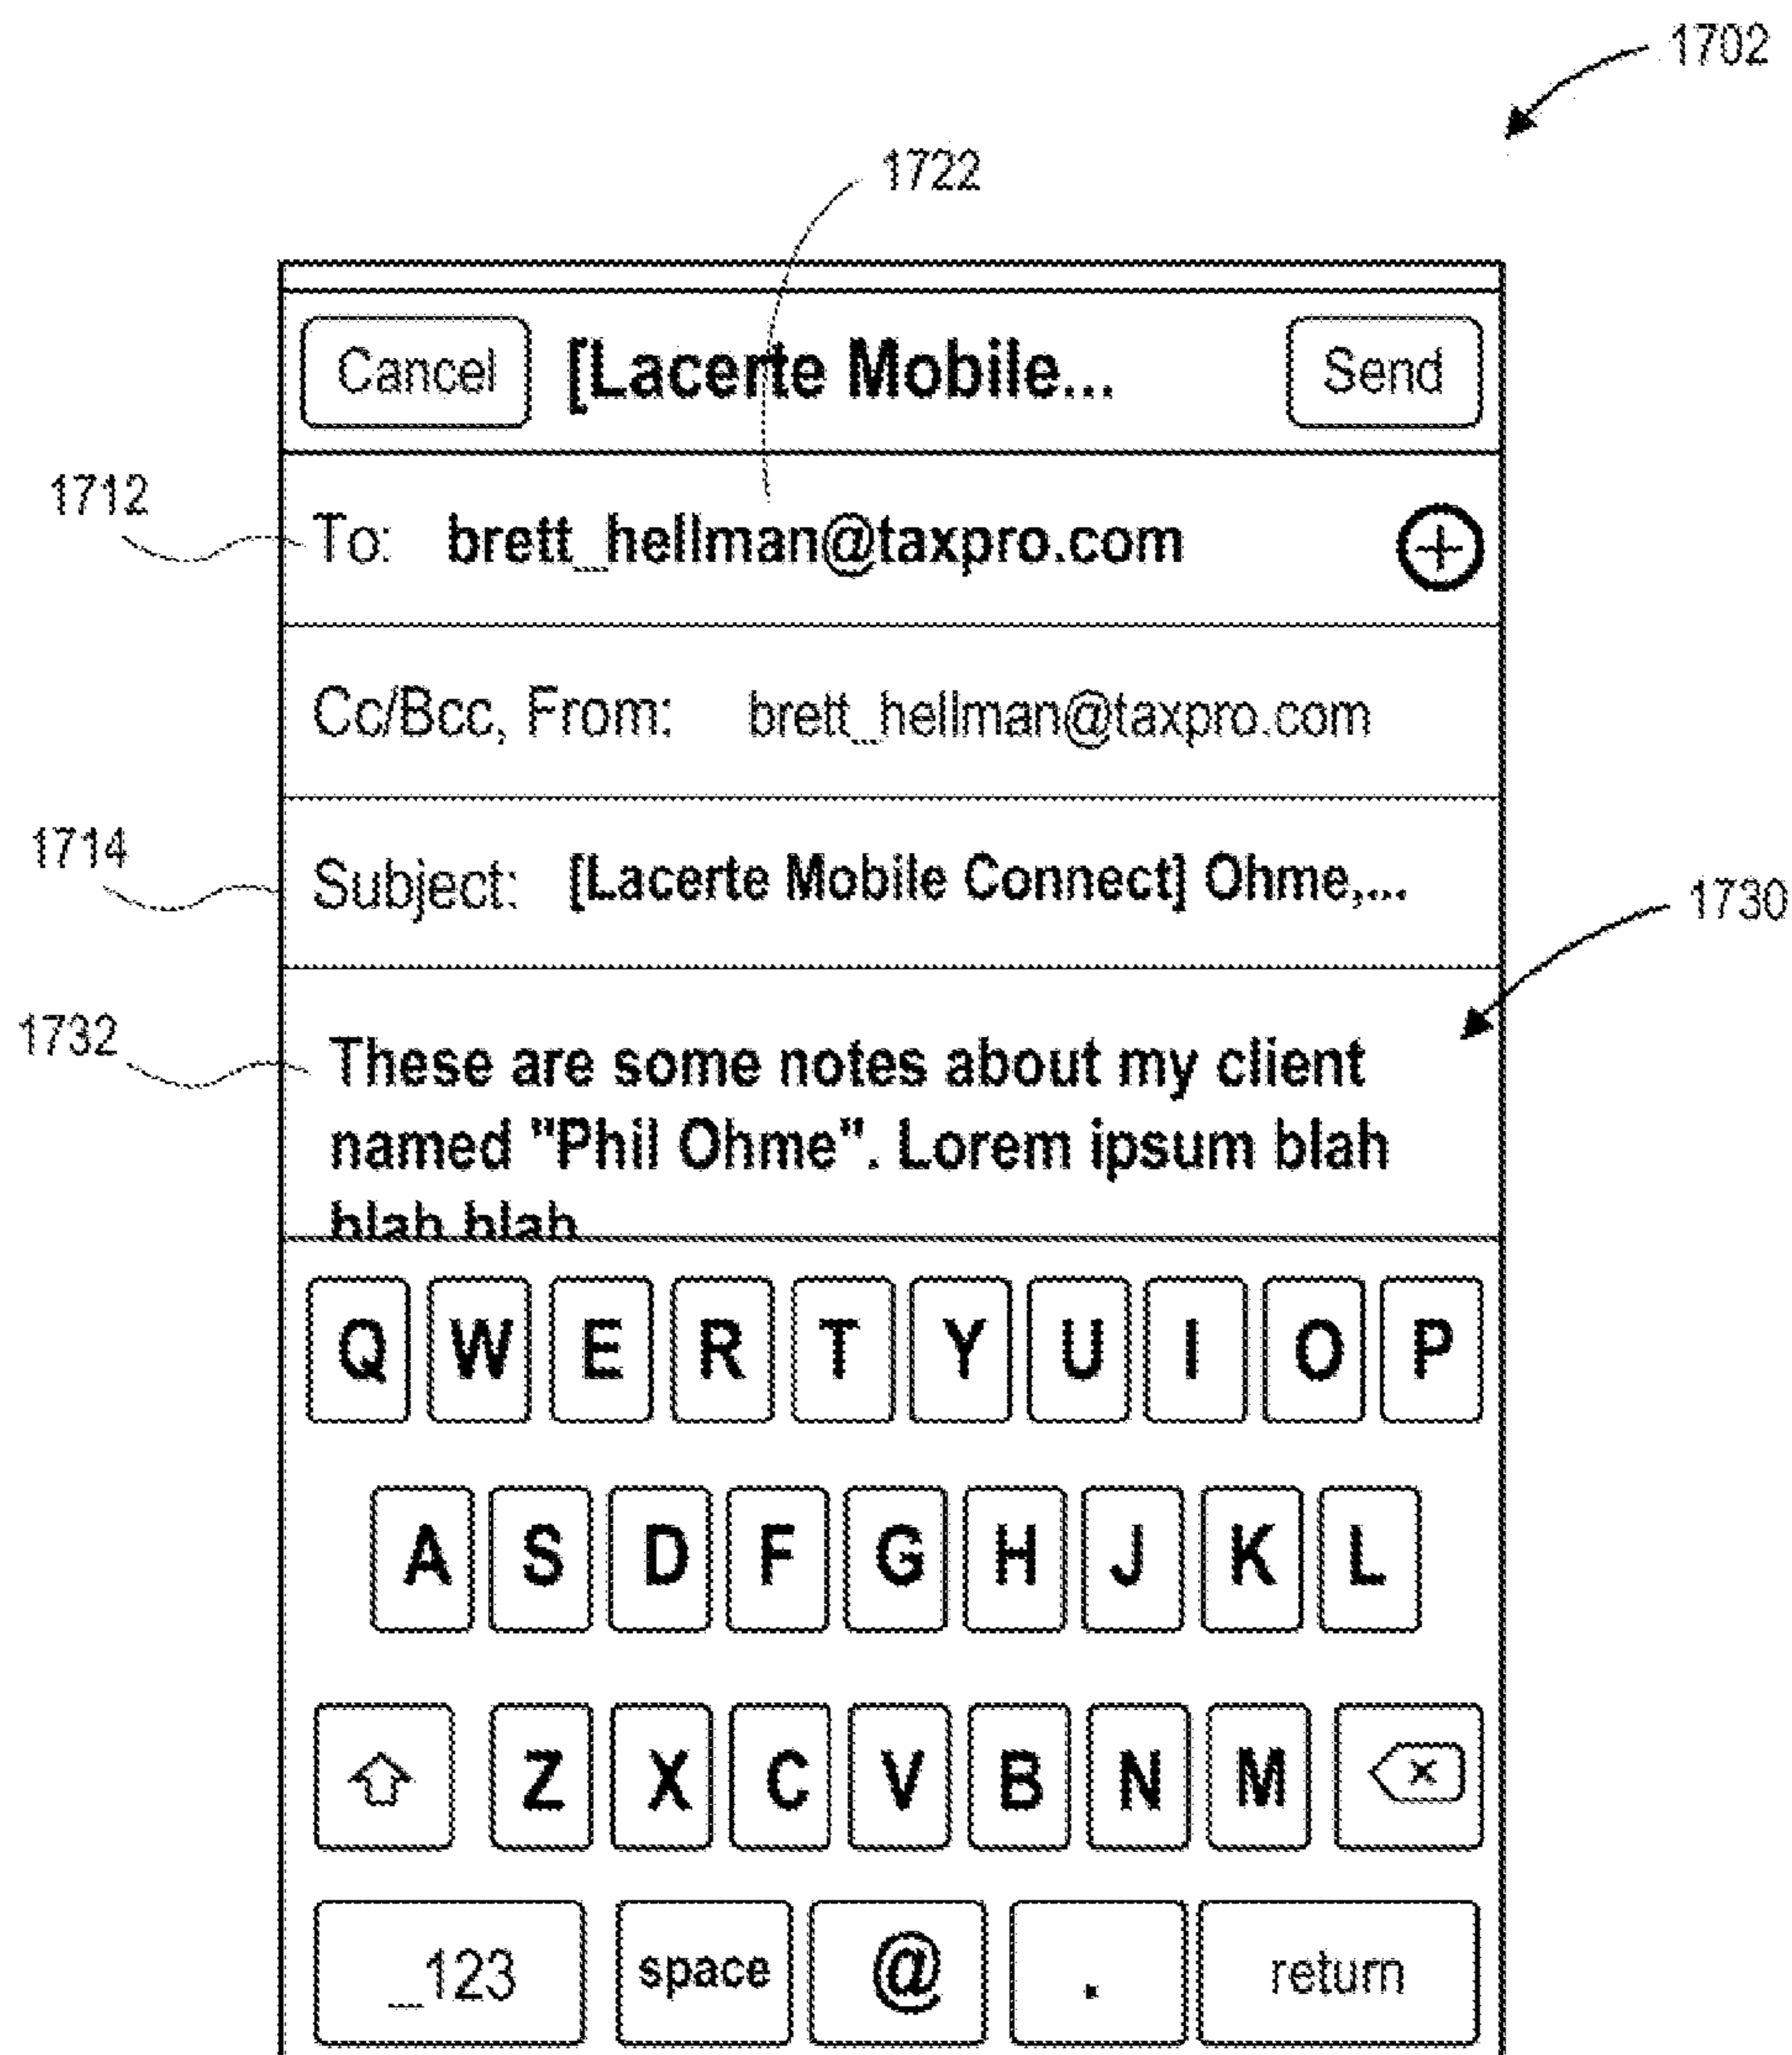 1702
1722
Cancel [Lacerte Mobile... Send
1712
To: brett_hellman@taxpro.com
Cc/Bcc, From: brett_hellman@taxpro.com
1714
Subject: [Lacerte Mobile Connect] Ohme,...
1730
1732
These are some notes about my client
named "Phil Ohme". Lorem ipsum blah
blah blah
Q W E R T Y U I O P
A S D F G H J K L
Z X C V B N M
_123 space @ . return